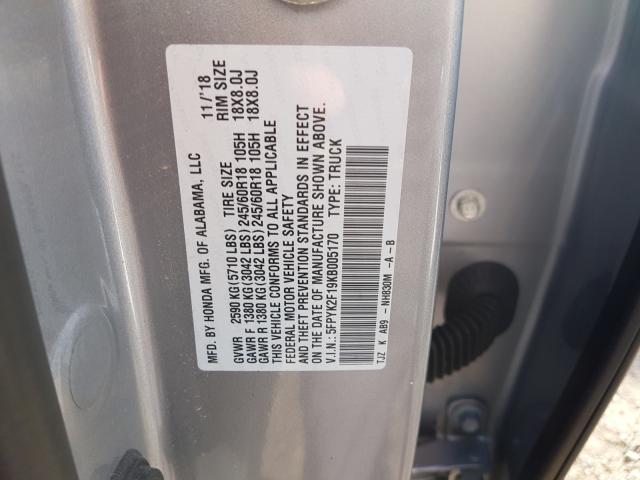 MFD. BY HONDA MFG. OF ALABAMA, LLC 11/'18
GVWR 2590 KG(5710 LBS) TIRE SIZE RIM SIZE
GAWR F 1380 KG(3042 LBS) 245/60R18 105H 18X8.0J
GAWR R 1380 KG(3042 LBS) 245/60R18 105H 18X8.0J
THIS VEHICLE CONFORMS TO ALL APPLICABLE
FEDERAL MOTOR VEHICLE SAFETY
AND THEFT PREVENTION STANDARDS IN EFFECT
ON THE DATE OF MANUFACTURE SHOWN ABOVE.
V.I.N.: 5FPYK2F19KB005170 TYPE: TRUCK
TJZ K AB9 -NH830M -A -B